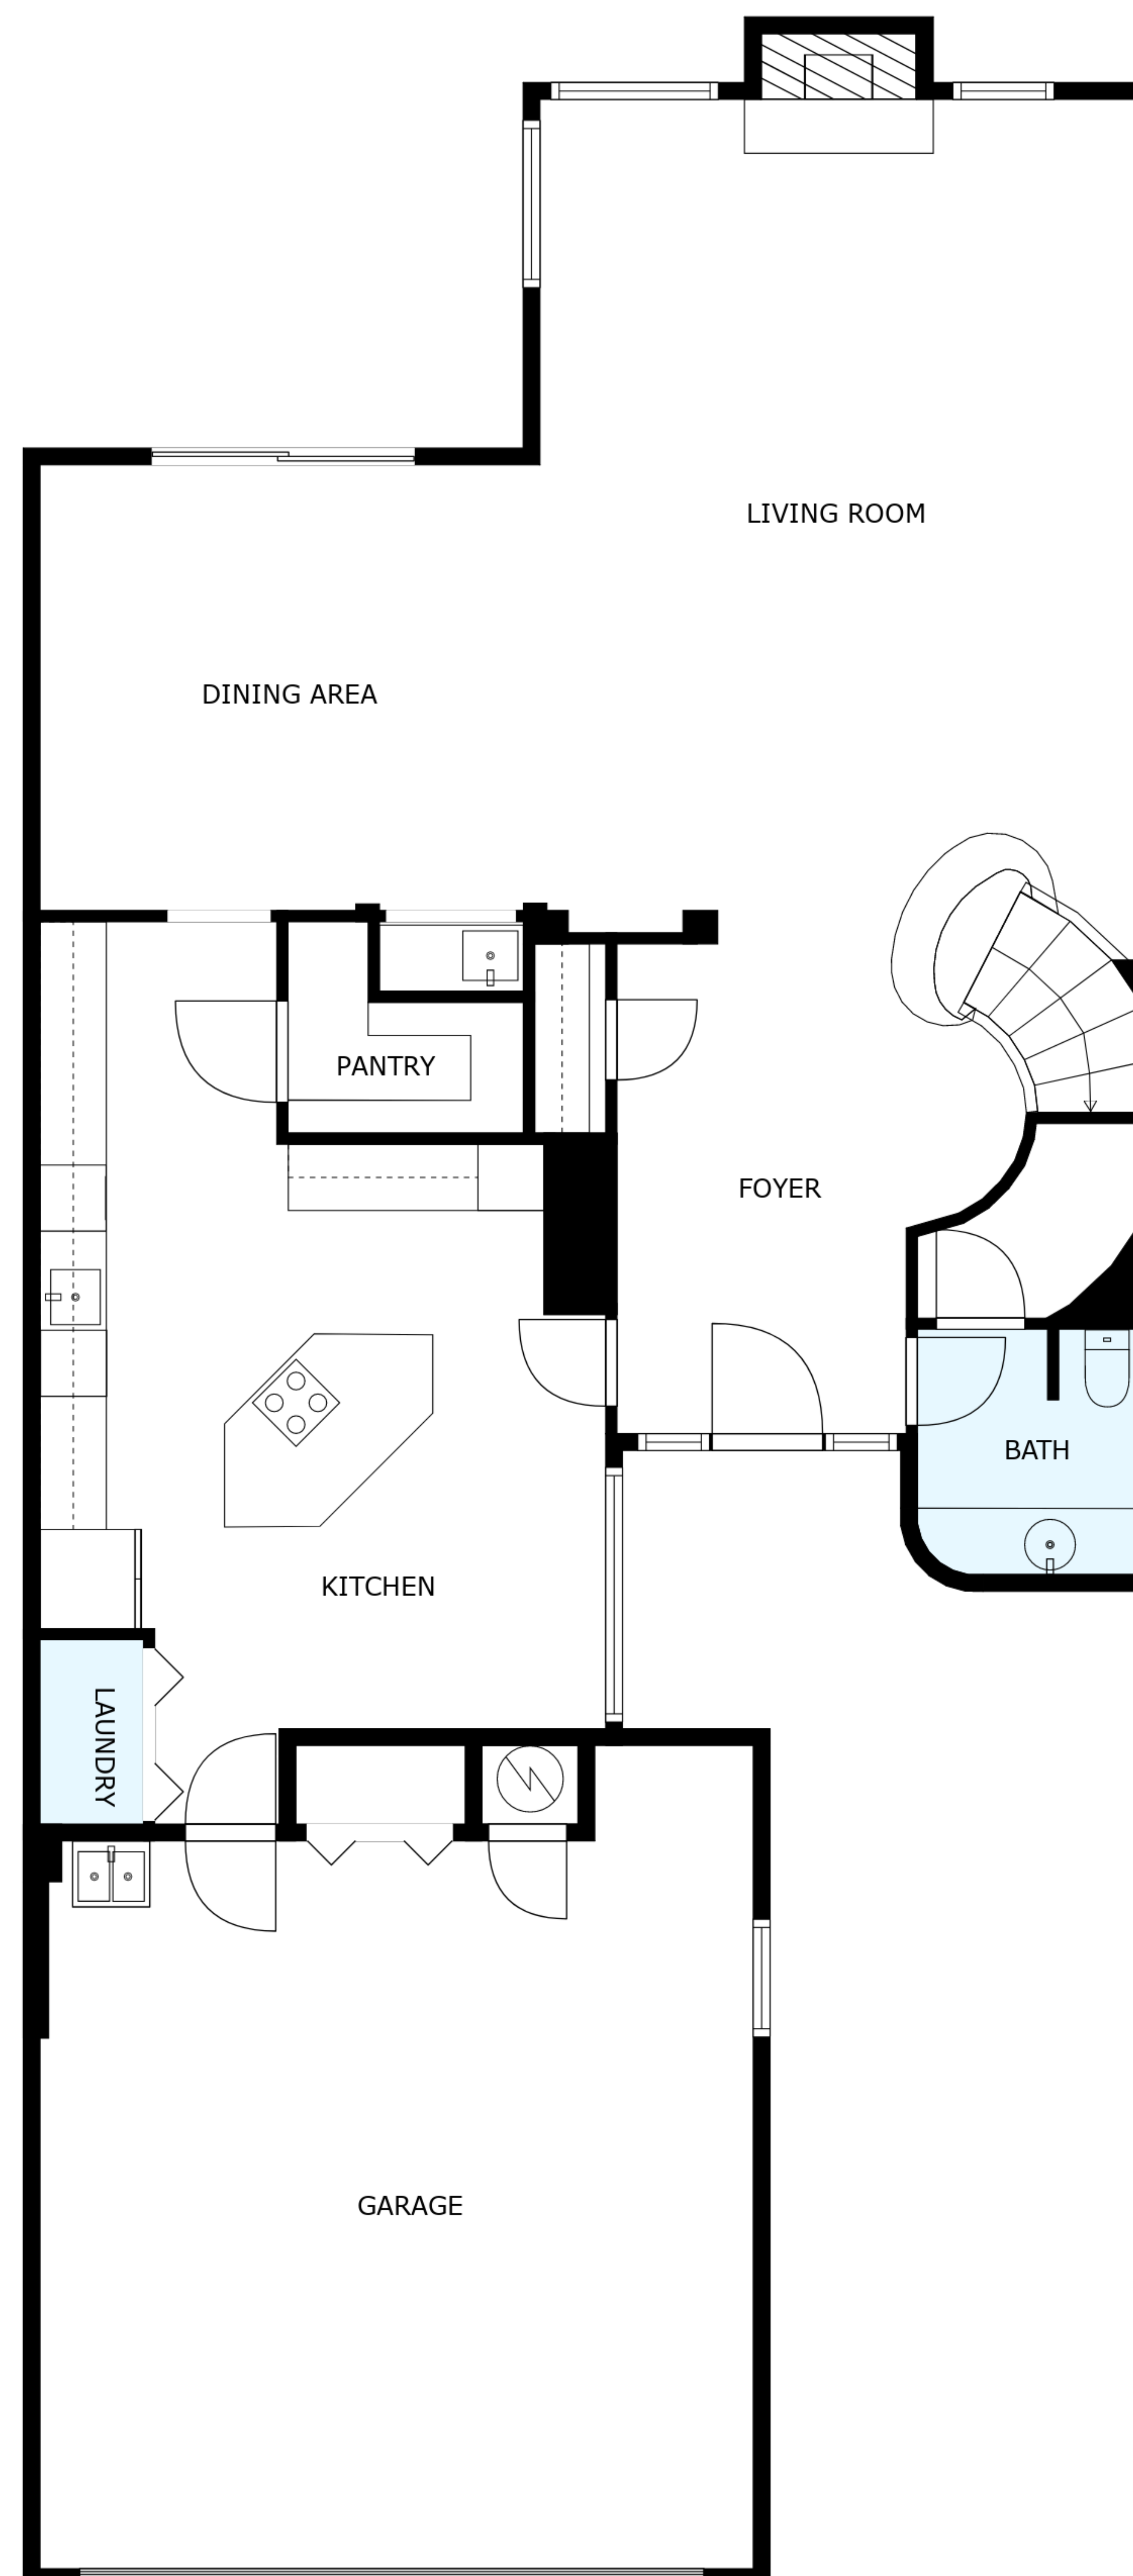 LIVING ROOM
DINING AREA
PANTRY
FOYER
BATH
KITCHEN
LAUNDRY
GARAGE